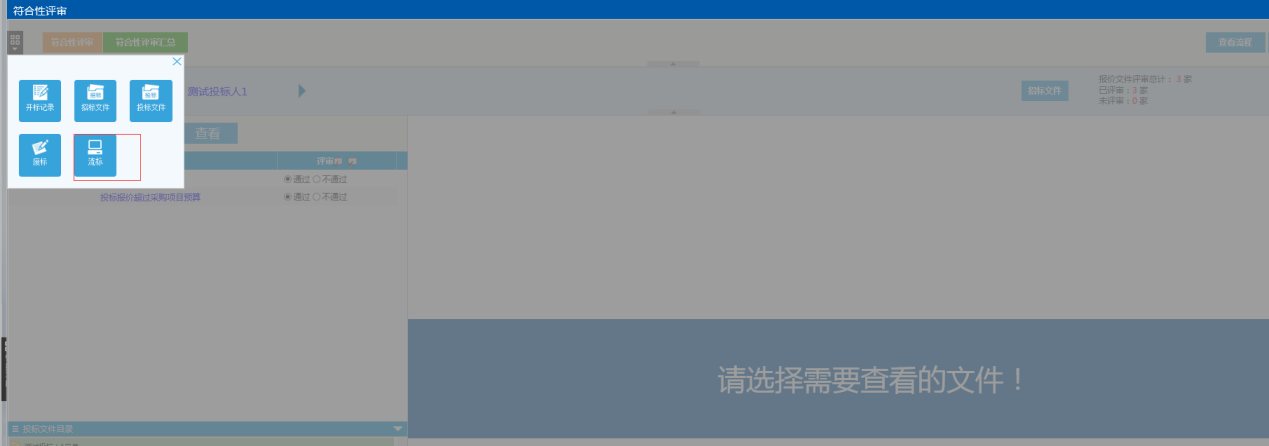 符合性评审
符合性评审 符合性评审汇总 查看流程
开标记录 招标文件 投标文件
测试投标人1
招标文件
报价文件评审总计：3 家
已评审：3 家
未评审：0 家
废标 流标
查看
评审
通过 不通过
投标报价超过采购项目预算 通过 不通过
请选择需要查看的文件！
投标文件目录